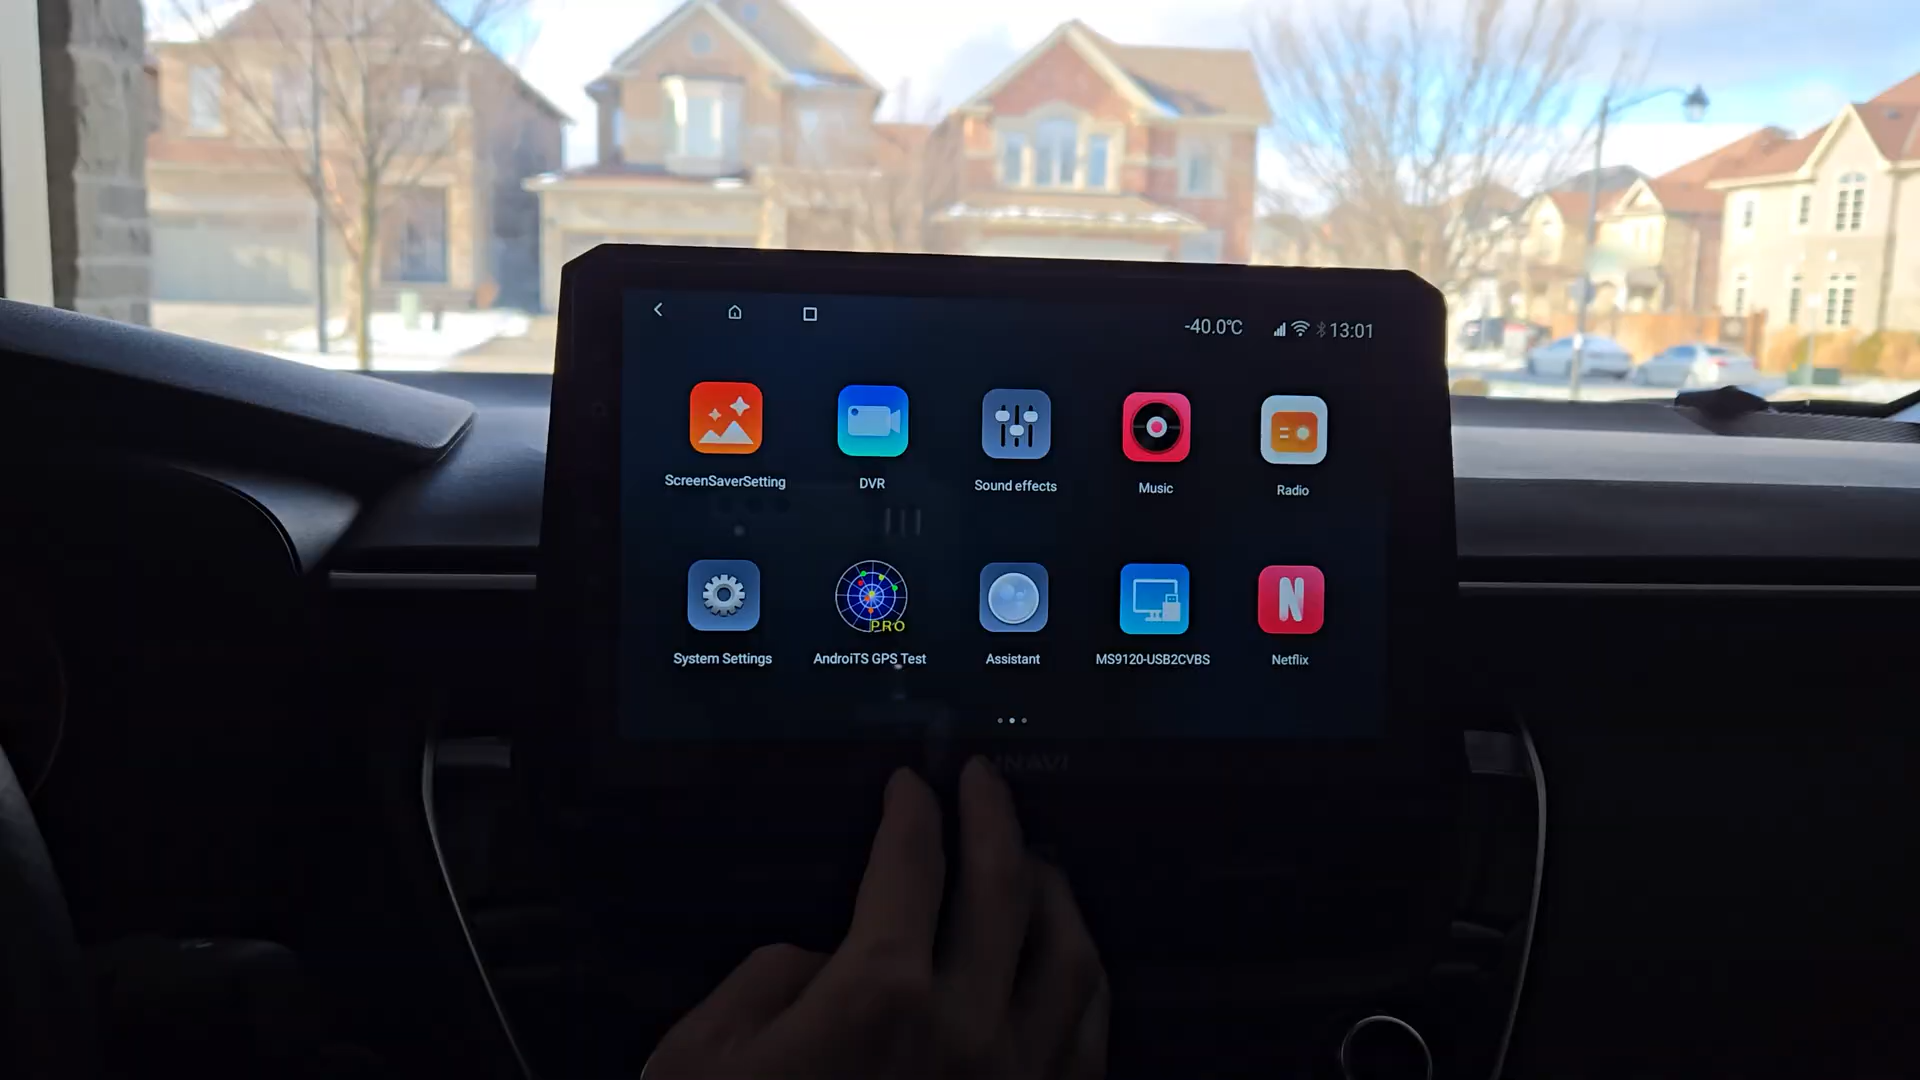 -40.0℃ 13:01
ScreenSaverSetting
DVR
Sound effects
Music
Radio
System Settings
PRO
AndroiTS GPS Test
Assistant
MS9120-USB2CVBS
N
Netflix